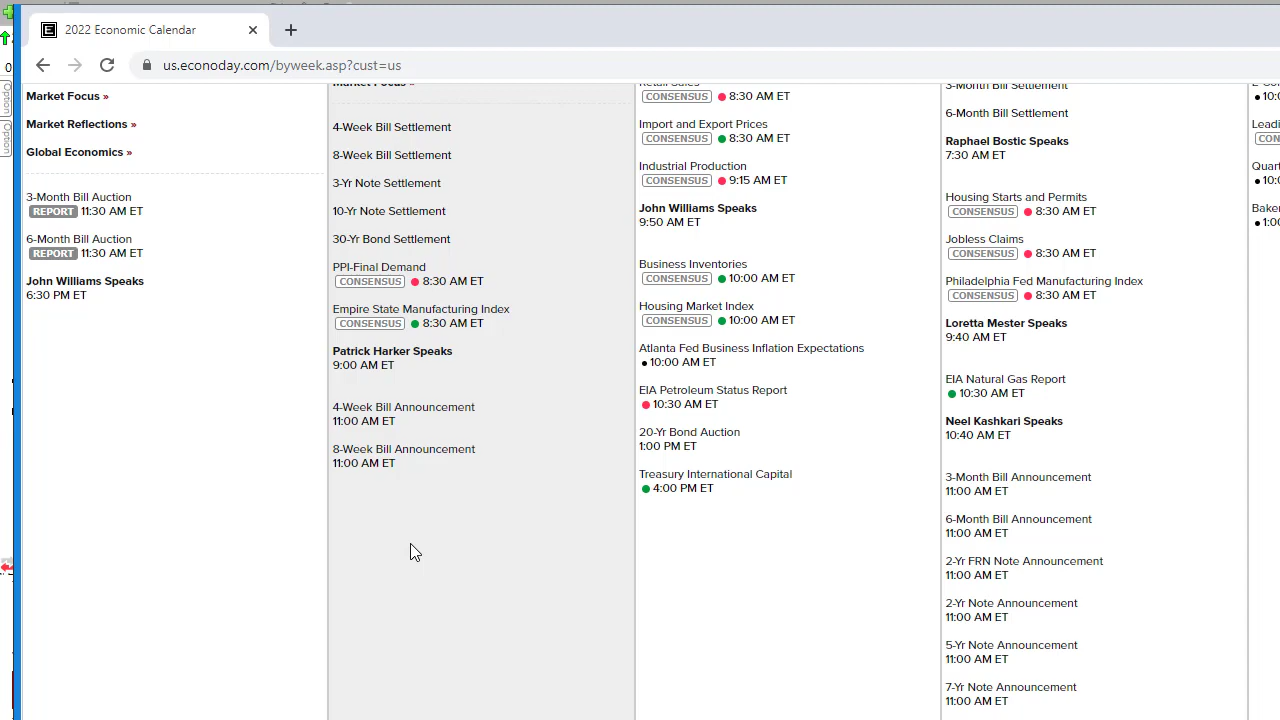 2022 Economic Calendar
us.econoday.com/byweek.asp?cust=us
Option
Option
Market Focus »
Market Reflections »
Global Economics »
3-Month Bill Auction
REPORT 11:30 AM ET
6-Month Bill Auction
REPORT 11:30 AM ET
John Williams Speaks
6:30 PM ET
Market Focus »
4-Week Bill Settlement
8-Week Bill Settlement
3-Yr Note Settlement
10-Yr Note Settlement
30-Yr Bond Settlement
PPI-Final Demand
CONSENSUS 8:30 AM ET
Empire State Manufacturing Index
CONSENSUS 8:30 AM ET
Patrick Harker Speaks
9:00 AM ET
4-Week Bill Announcement
11:00 AM ET
8-Week Bill Announcement
11:00 AM ET
Retail Sales
CONSENSUS 8:30 AM ET
Import and Export Prices
CONSENSUS 8:30 AM ET
Industrial Production
CONSENSUS 9:15 AM ET
John Williams Speaks
9:50 AM ET
Business Inventories
CONSENSUS 10:00 AM ET
Housing Market Index
CONSENSUS 10:00 AM ET
Atlanta Fed Business Inflation Expectations
10:00 AM ET
EIA Petroleum Status Report
10:30 AM ET
20-Yr Bond Auction
1:00 PM ET
Treasury International Capital
4:00 PM ET
3-Month Bill Settlement
6-Month Bill Settlement
Raphael Bostic Speaks
7:30 AM ET
Housing Starts and Permits
CONSENSUS 8:30 AM ET
Jobless Claims
CONSENSUS 8:30 AM ET
Philadelphia Fed Manufacturing Index
CONSENSUS 8:30 AM ET
Loretta Mester Speaks
9:40 AM ET
EIA Natural Gas Report
10:30 AM ET
Neel Kashkari Speaks
10:40 AM ET
3-Month Bill Announcement
11:00 AM ET
6-Month Bill Announcement
11:00 AM ET
2-Yr FRN Note Announcement
11:00 AM ET
2-Yr Note Announcement
11:00 AM ET
5-Yr Note Announcement
11:00 AM ET
7-Yr Note Announcement
11:00 AM ET